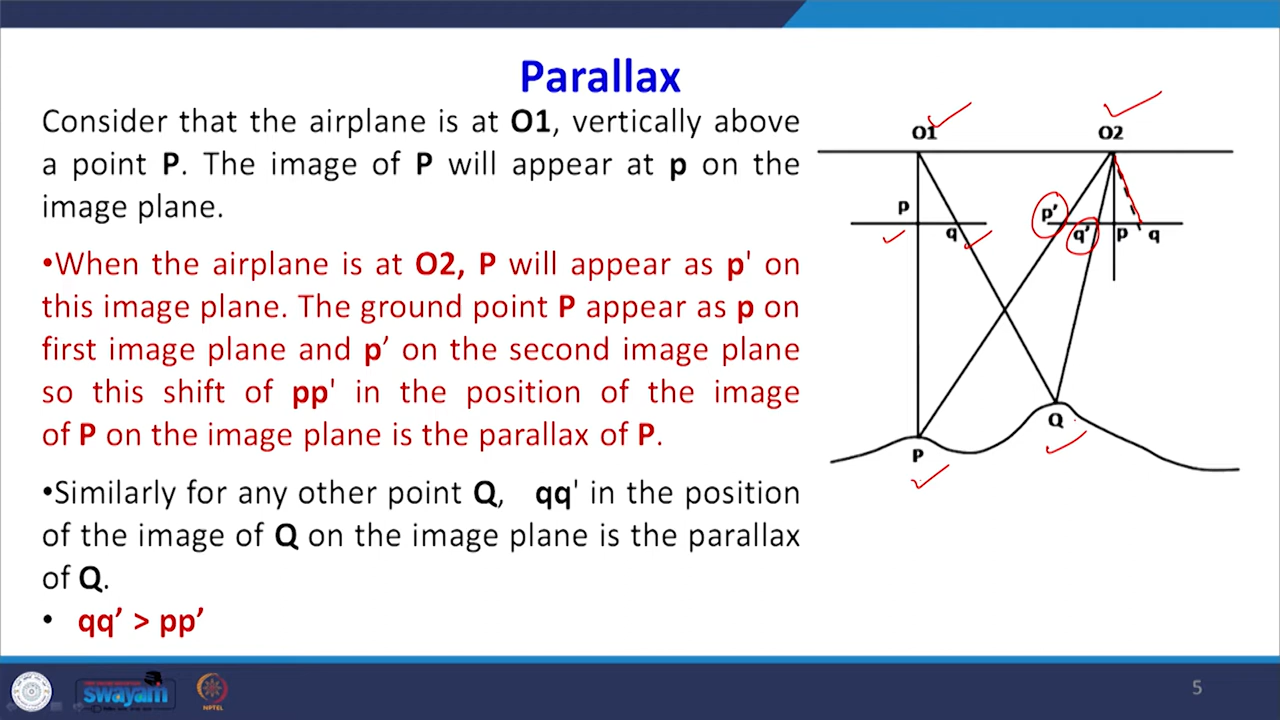 Parallax
Consider that the airplane is at O1, vertically above
a point P. The image of P will appear at p on the
image plane.
•When the airplane is at O2, P will appear as p' on
this image plane. The ground point P appear as p on
first image plane and p’ on the second image plane
so this shift of pp' in the position of the image
of P on the image plane is the parallax of P.
•Similarly for any other point Q, qq' in the position
of the image of Q on the image plane is the parallax
of Q.
• qq’ > pp’
O1
O2
p
q
p’
q’
p
q
Q
P
swayam
NPTEL
5